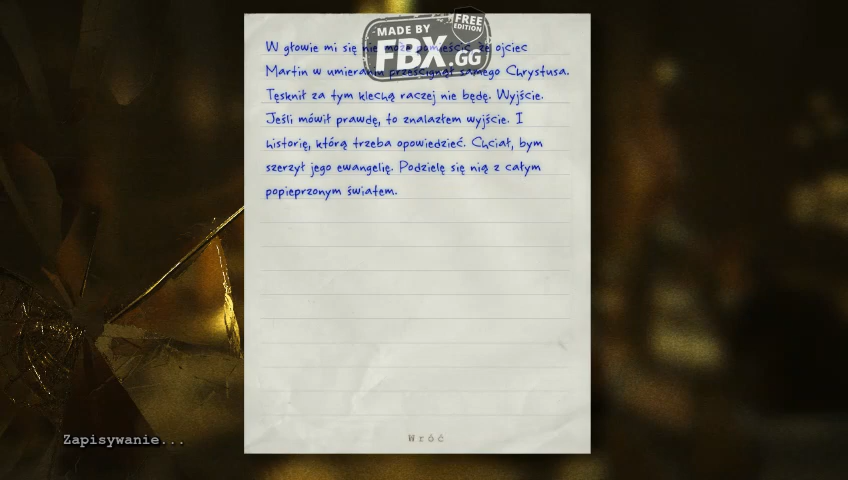 MADE BY
FREE
EDITION
FBX.GG
W głowie mi się nie może pomieścić, że ojciec
Martin w umieraniu prześcignął samego Chrystusa.
Tęsknił za tym klechą raczej nie będę. Wyjście.
Jeśli mówił prawdę, to znalazłem wyjście. I
historię, którą trzeba opowiedzieć. Chciał, bym
szerzył jego ewangelię. Podzielę się nią z całym
popieprzonym światem.
Zapisywanie...
Wróć